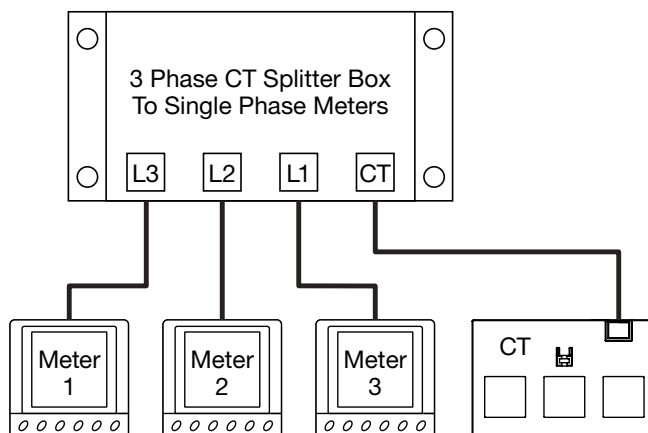 3 Phase CT Splitter Box
To Single Phase Meters
L3 L2 L1 CT
Meter
1
Meter
2
Meter
3
CT